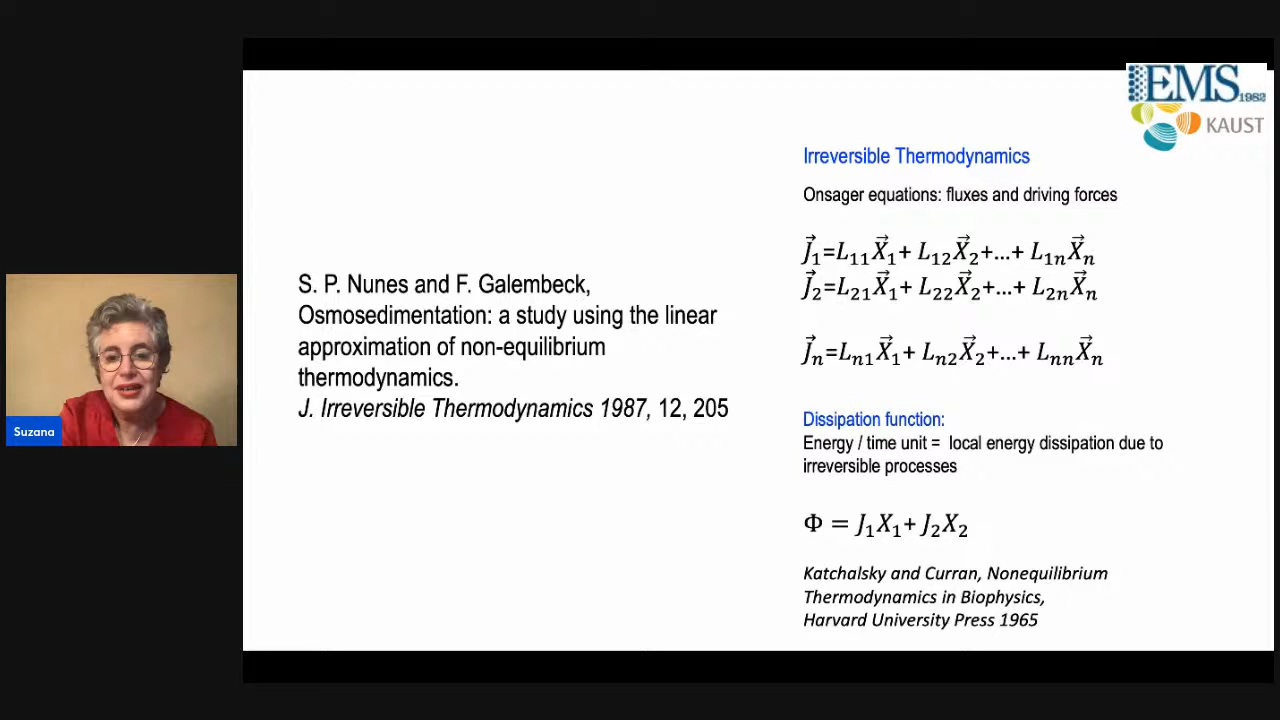 EMS 1982
KAUST
Irreversible Thermodynamics
Onsager equations: fluxes and driving forces
J⃗₁=L₁₁X⃗₁+ L₁₂X⃗₂+...+ L₁ₙX⃗ₙ
J⃗₂=L₂₁X⃗₁+ L₂₂X⃗₂+...+ L₂ₙX⃗ₙ
J⃗ₙ=Lₙ₁X⃗₁+ Lₙ₂X⃗₂+...+ LₙₙX⃗ₙ
S. P. Nunes and F. Galembeck,
Osmosedimentation: a study using the linear
approximation of non-equilibrium
thermodynamics.
J. Irreversible Thermodynamics 1987, 12, 205
Dissipation function:
Energy / time unit = local energy dissipation due to
irreversible processes
Φ = J₁X₁+ J₂X₂
Katchalsky and Curran, Nonequilibrium
Thermodynamics in Biophysics,
Harvard University Press 1965
Suzana